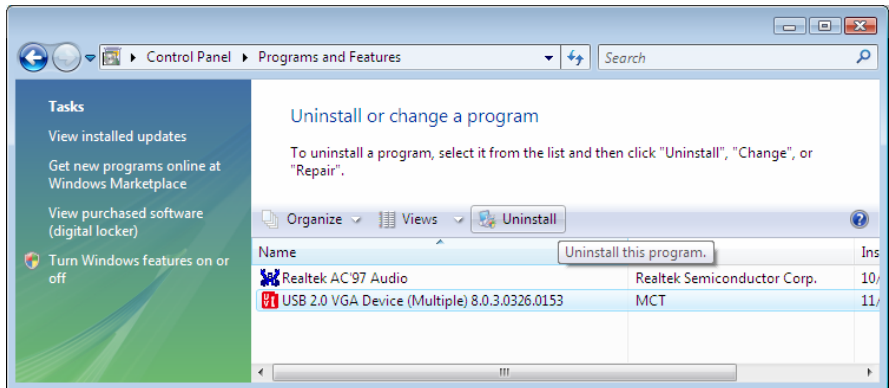 Control Panel ▸ Programs and Features
Search
Tasks
View installed updates
Get new programs online at
Windows Marketplace
View purchased software
(digital locker)
Turn Windows features on or
off
Uninstall or change a program
To uninstall a program, select it from the list and then click "Uninstall", "Change", or
"Repair".
Organize Views Uninstall
Name Uninstall this program. Ins
Realtek AC'97 Audio Realtek Semiconductor Corp. 10/
USB 2.0 VGA Device (Multiple) 8.0.3.0326.0153 MCT 11/